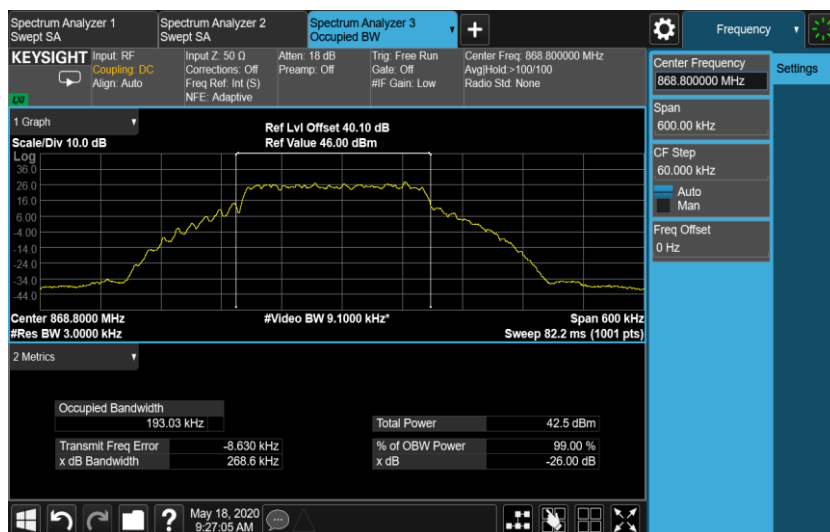 Spectrum Analyzer 1
Swept SA
Spectrum Analyzer 2
Swept SA
Spectrum Analyzer 3
Occupied BW
Frequency
KEYSIGHT
Input: RF
Coupling: DC
Align: Auto
LXI
Input Z: 50 Ω
Corrections: Off
Freq Ref: Int (S)
NFE: Adaptive
Atten: 18 dB
Preamp: Off
Trig: Free Run
Gate: Off
#IF Gain: Low
Center Freq: 868.800000 MHz
Avg|Hold:>100/100
Radio Std: None
Center Frequency
868.800000 MHz
Settings
Span
600.00 kHz
CF Step
60.000 kHz
Auto
Man
Freq Offset
0 Hz
1 Graph
Scale/Div 10.0 dB
Ref Lvl Offset 40.10 dB
Ref Value 46.00 dBm
Log
36.0
26.0
16.0
6.00
-4.00
-14.0
-24.0
-34.0
-44.0
Center 868.8000 MHz
#Res BW 3.0000 kHz
#Video BW 9.1000 kHz*
Span 600 kHz
Sweep 82.2 ms (1001 pts)
2 Metrics
Occupied Bandwidth
193.03 kHz
Total Power 42.5 dBm
Transmit Freq Error -8.630 kHz
% of OBW Power 99.00 %
x dB Bandwidth 268.6 kHz
x dB -26.00 dB
?
May 18, 2020
9:27:05 AM